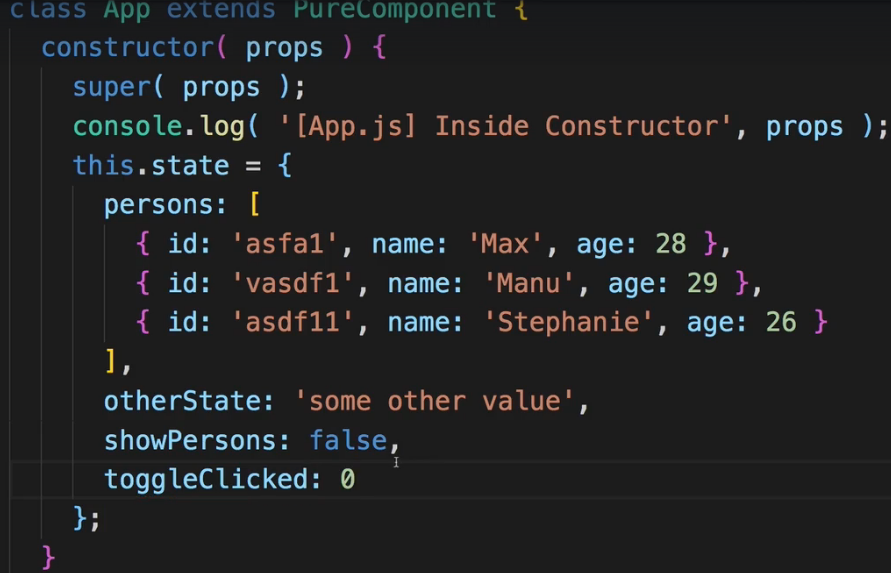 class App extends PureComponent {
constructor( props ) {
super( props );
console.log( '[App.js] Inside Constructor', props );
this.state = {
persons: [
{ id: 'asfa1', name: 'Max', age: 28 },
{ id: 'vasdf1', name: 'Manu', age: 29 },
{ id: 'asdf11', name: 'Stephanie', age: 26 }
],
otherState: 'some other value',
showPersons: false,
toggleClicked: 0
};
}